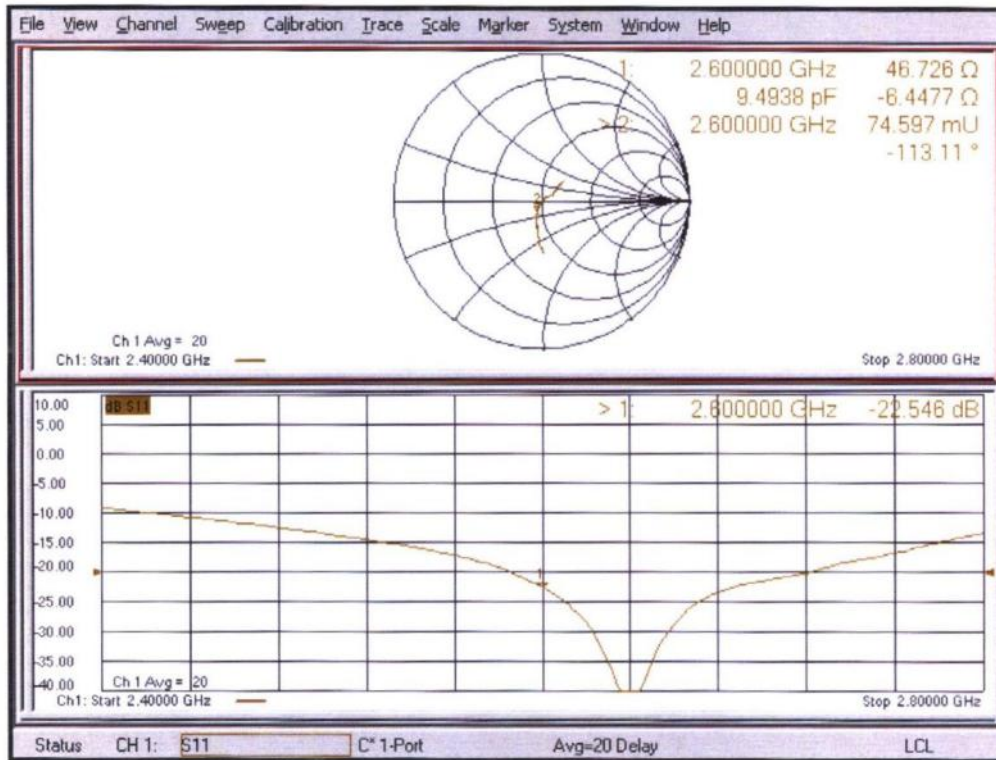 File View Channel Sweep Calibration Trace Scale Marker System Window Help
1: 2.600000 GHz 46.726 Ω
9.4938 pF -6.4477 Ω
> 2: 2.600000 GHz 74.597 mU
-113.11 °
2
Ch 1 Avg = 20
Ch1: Start 2.40000 GHz Stop 2.80000 GHz
10.00 dB S11 > 1: 2.600000 GHz -22.546 dB
5.00
0.00
-5.00
-10.00
-15.00
-20.00
1
-25.00
-30.00
-35.00
-40.00 Ch 1 Avg = 20
Ch1: Start 2.40000 GHz Stop 2.80000 GHz
Status CH 1: S11 C* 1-Port Avg=20 Delay LCL